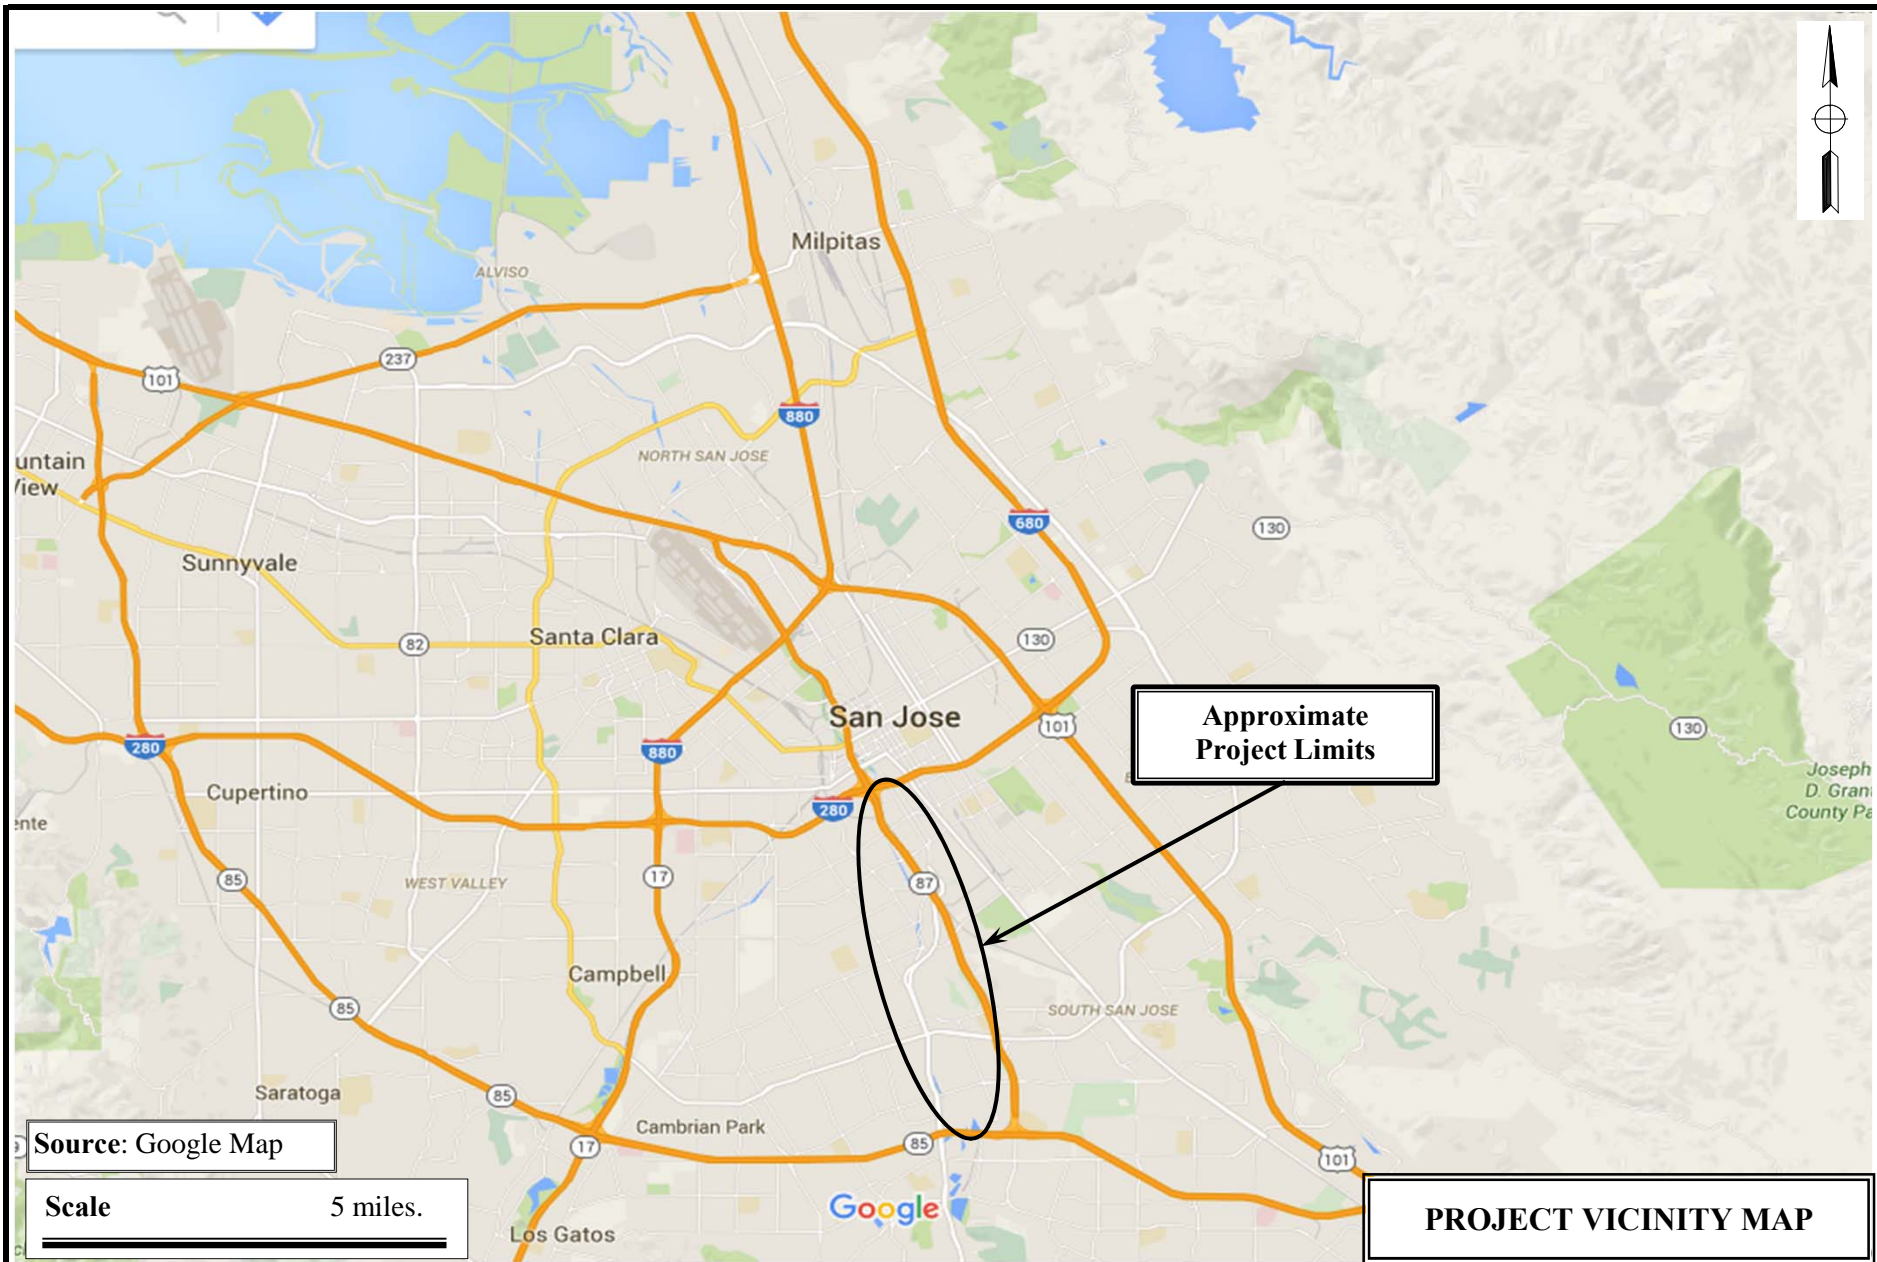 Milpitas
ALVISO
237
101
880
untain
View
NORTH SAN JOSE
680
130
Sunnyvale
82
Santa Clara
130
San Jose
101
Approximate
Project Limits
130
280
880
Cupertino
280
Joseph
D. Gran
County Pa
ente
85
WEST VALLEY
17
87
Campbell
85
SOUTH SAN JOSE
Saratoga
85
Cambrian Park
Source: Google Map
17
85
101
Scale 5 miles.
Google
Los Gatos
PROJECT VICINITY MAP